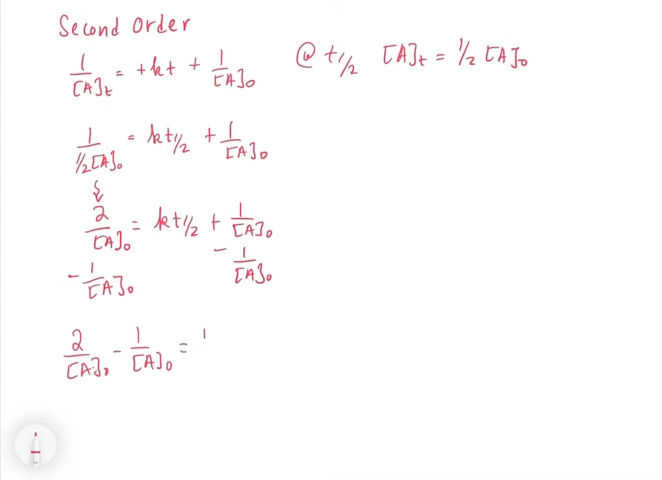 Second Order
1/[A]t = +kt + 1/[A]0 @ t1/2 [A]t = 1/2 [A]0
1/(1/2[A]0) = kt1/2 + 1/[A]0
2/[A]0 = kt1/2 + 1/[A]0
- 1/[A]0 - 1/[A]0
2/[A]0 - 1/[A]0 =